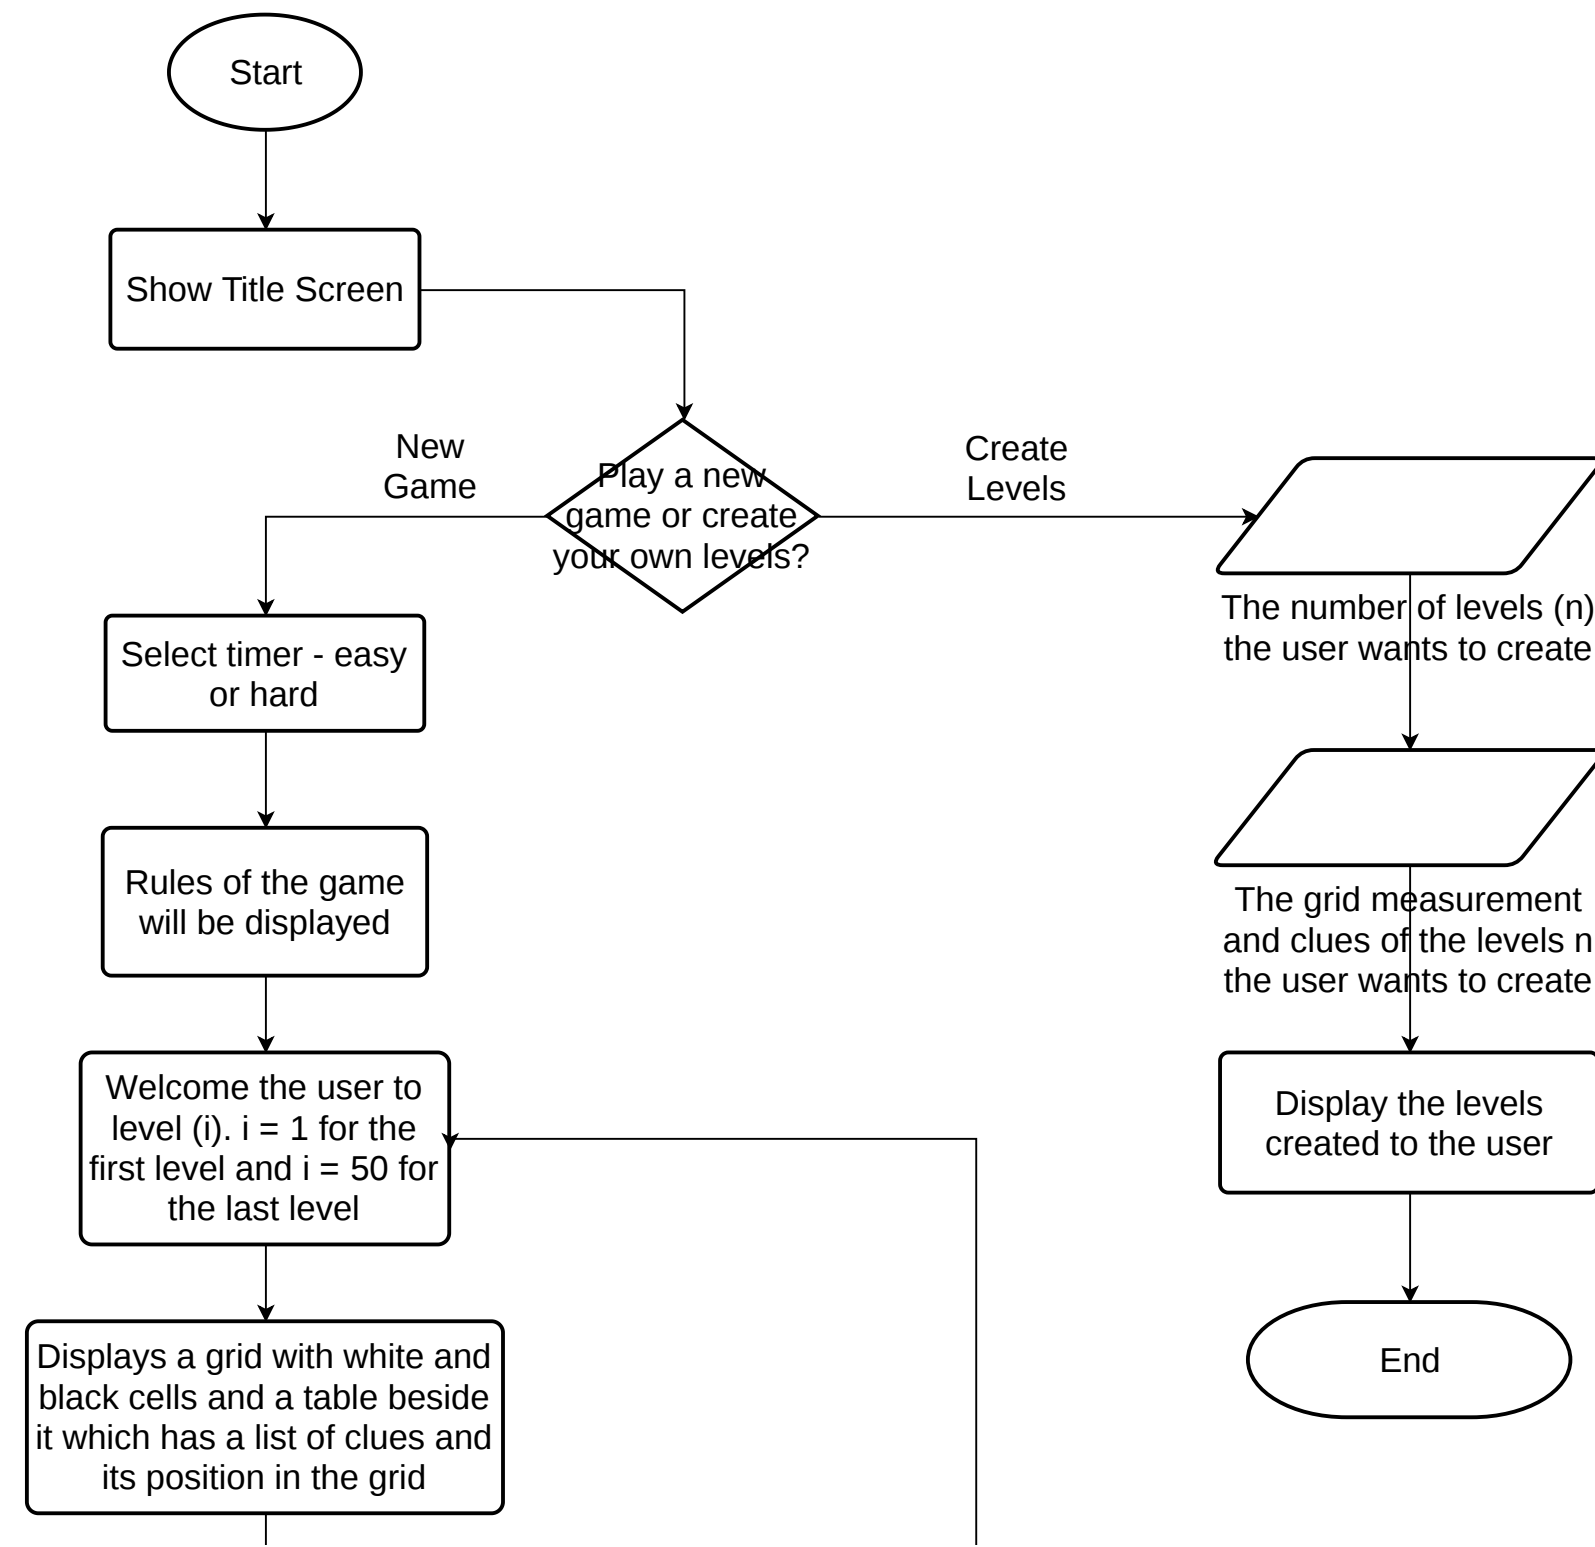 Start
Show Title Screen
New
Game
Play a new
game or create
your own levels?
Create
Levels
Select timer - easy
or hard
Rules of the game
will be displayed
Welcome the user to
level (i). i = 1 for the
first level and i = 50 for
the last level
Displays a grid with white and
black cells and a table beside
it which has a list of clues and
its position in the grid
The number of levels (n)
the user wants to create
The grid measurement
and clues of the levels n
the user wants to create
Display the levels
created to the user
End